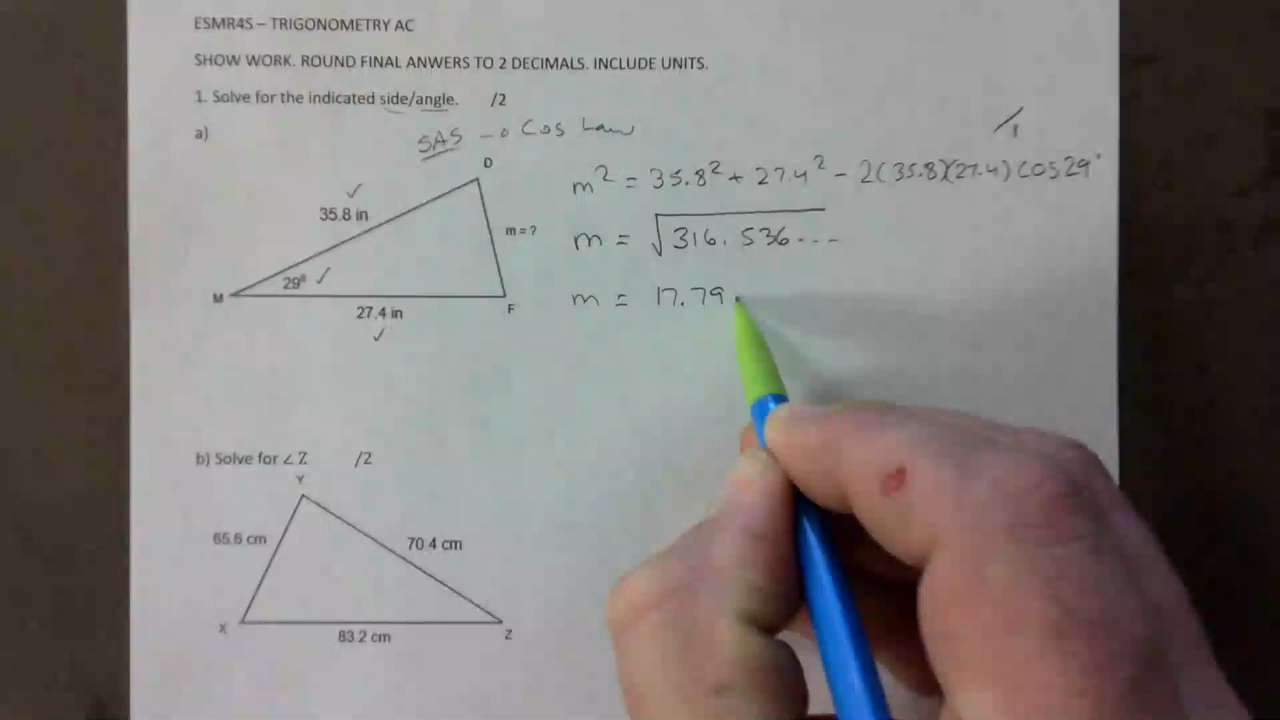 ESMR4S – TRIGONOMETRY AC
SHOW WORK. ROUND FINAL ANWERS TO 2 DECIMALS. INCLUDE UNITS.
1. Solve for the indicated side/angle. /2
a)
SAS → Cos Law
/1
D
35.8 in
m = ?
29°
M
F
27.4 in
m² = 35.8² + 27.4² - 2(35.8)(27.4) cos 29°
m = √316.536...
m = 17.79
b) Solve for ∠Z /2
Y
65.6 cm
70.4 cm
X
Z
83.2 cm